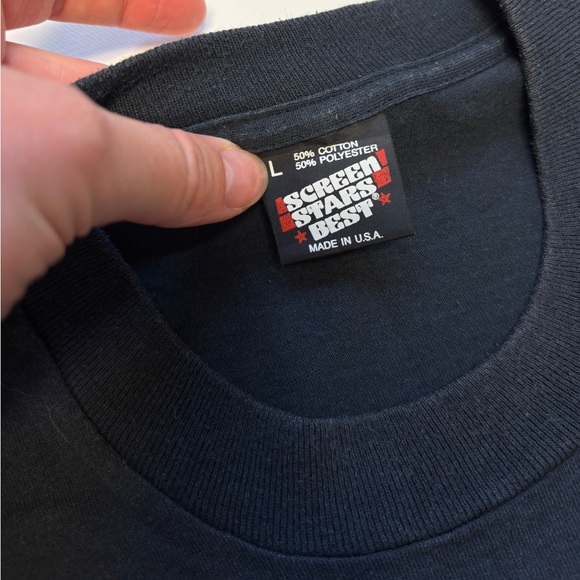 L
50% COTTON
50% POLYESTER
SCREEN
STARS
BEST®
MADE IN U.S.A.